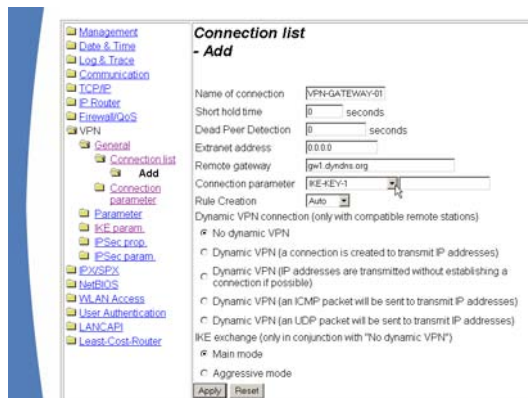 Management
Date & Time
Log & Trace
Communication
TCP/IP
IP Router
Firewall/QoS
VPN
General
Connection list
Add
Connection
parameter
Parameter
IKE param.
IPSec prop.
IPSec param.
IPX/SPX
NetBIOS
WLAN Access
User Authentication
LANCAPI
Least-Cost-Router
Connection list
- Add
Name of connection VPN-GATEWAY-01
Short hold time 0 seconds
Dead Peer Detection 0 seconds
Extranet address 0.0.0.0
Remote gateway gw1.dyndns.org
Connection parameter IKE-KEY-1
Rule Creation Auto
Dynamic VPN connection (only with compatible remote stations)
No dynamic VPN
Dynamic VPN (a connection is created to transmit IP addresses)
Dynamic VPN (IP addresses are transmitted without establishing a
connection if possible)
Dynamic VPN (an ICMP packet will be sent to transmit IP addresses)
Dynamic VPN (an UDP packet will be sent to transmit IP addresses)
IKE exchange (only in conjunction with "No dynamic VPN")
Main mode
Aggressive mode
Apply Reset